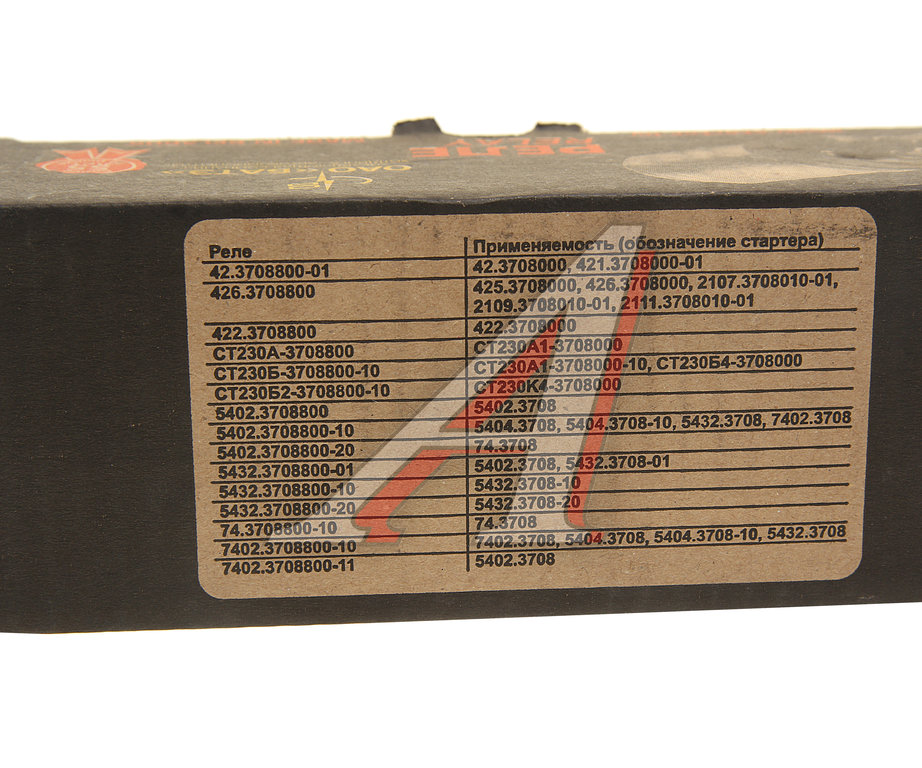 РЕЛЕ
RELAY
ОАО «БАТЭ»
Реле Применяемость (обозначение стартера)
42.3708800-01 42.3708000, 421.3708000-01
426.3708800 425.3708000, 426.3708000, 2107.3708010-01,
2109.3708010-01, 2111.3708010-01
422.3708800 422.3708000
СТ230А-3708800 СТ230А1-3708000
СТ230Б-3708800-10 СТ230А1-3708000-10, СТ230Б4-3708000
СТ230Б2-3708800-10 СТ230К4-3708000
5402.3708800 5402.3708
5402.3708800-10 5404.3708, 5404.3708-10, 5432.3708, 7402.3708
5402.3708800-20 74.3708
5432.3708800-01 5402.3708, 5432.3708-01
5432.3708800-10 5432.3708-10
5432.3708800-20 5432.3708-20
74.3708800-10 74.3708
7402.3708800-10 7402.3708, 5404.3708, 5404.3708-10, 5432.3708
7402.3708800-11 5402.3708